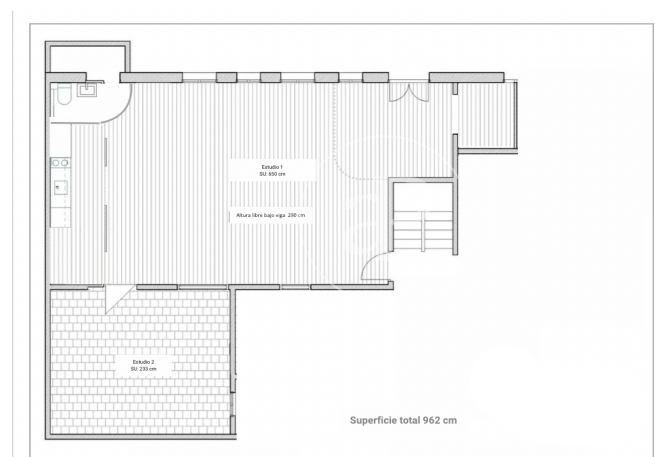 Estudio 1
SU: 650 cm
Altura libre bajo viga 290 cm
Estudio 2
SU: 233 cm
Superficie total 962 cm